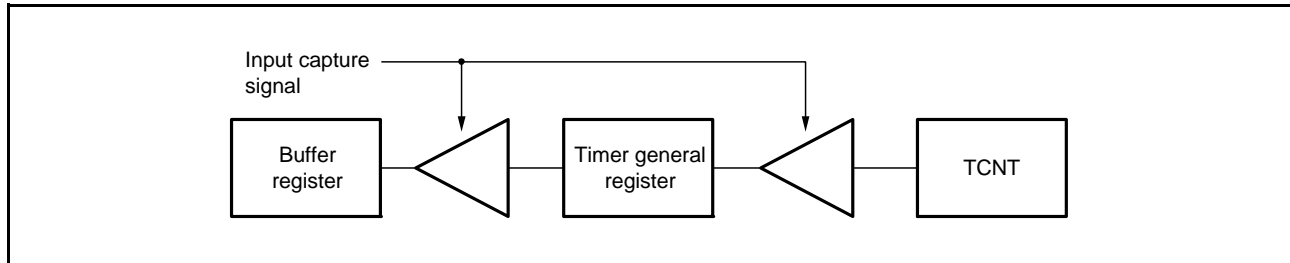 Input capture
signal
Buffer
register
Timer general
register
TCNT